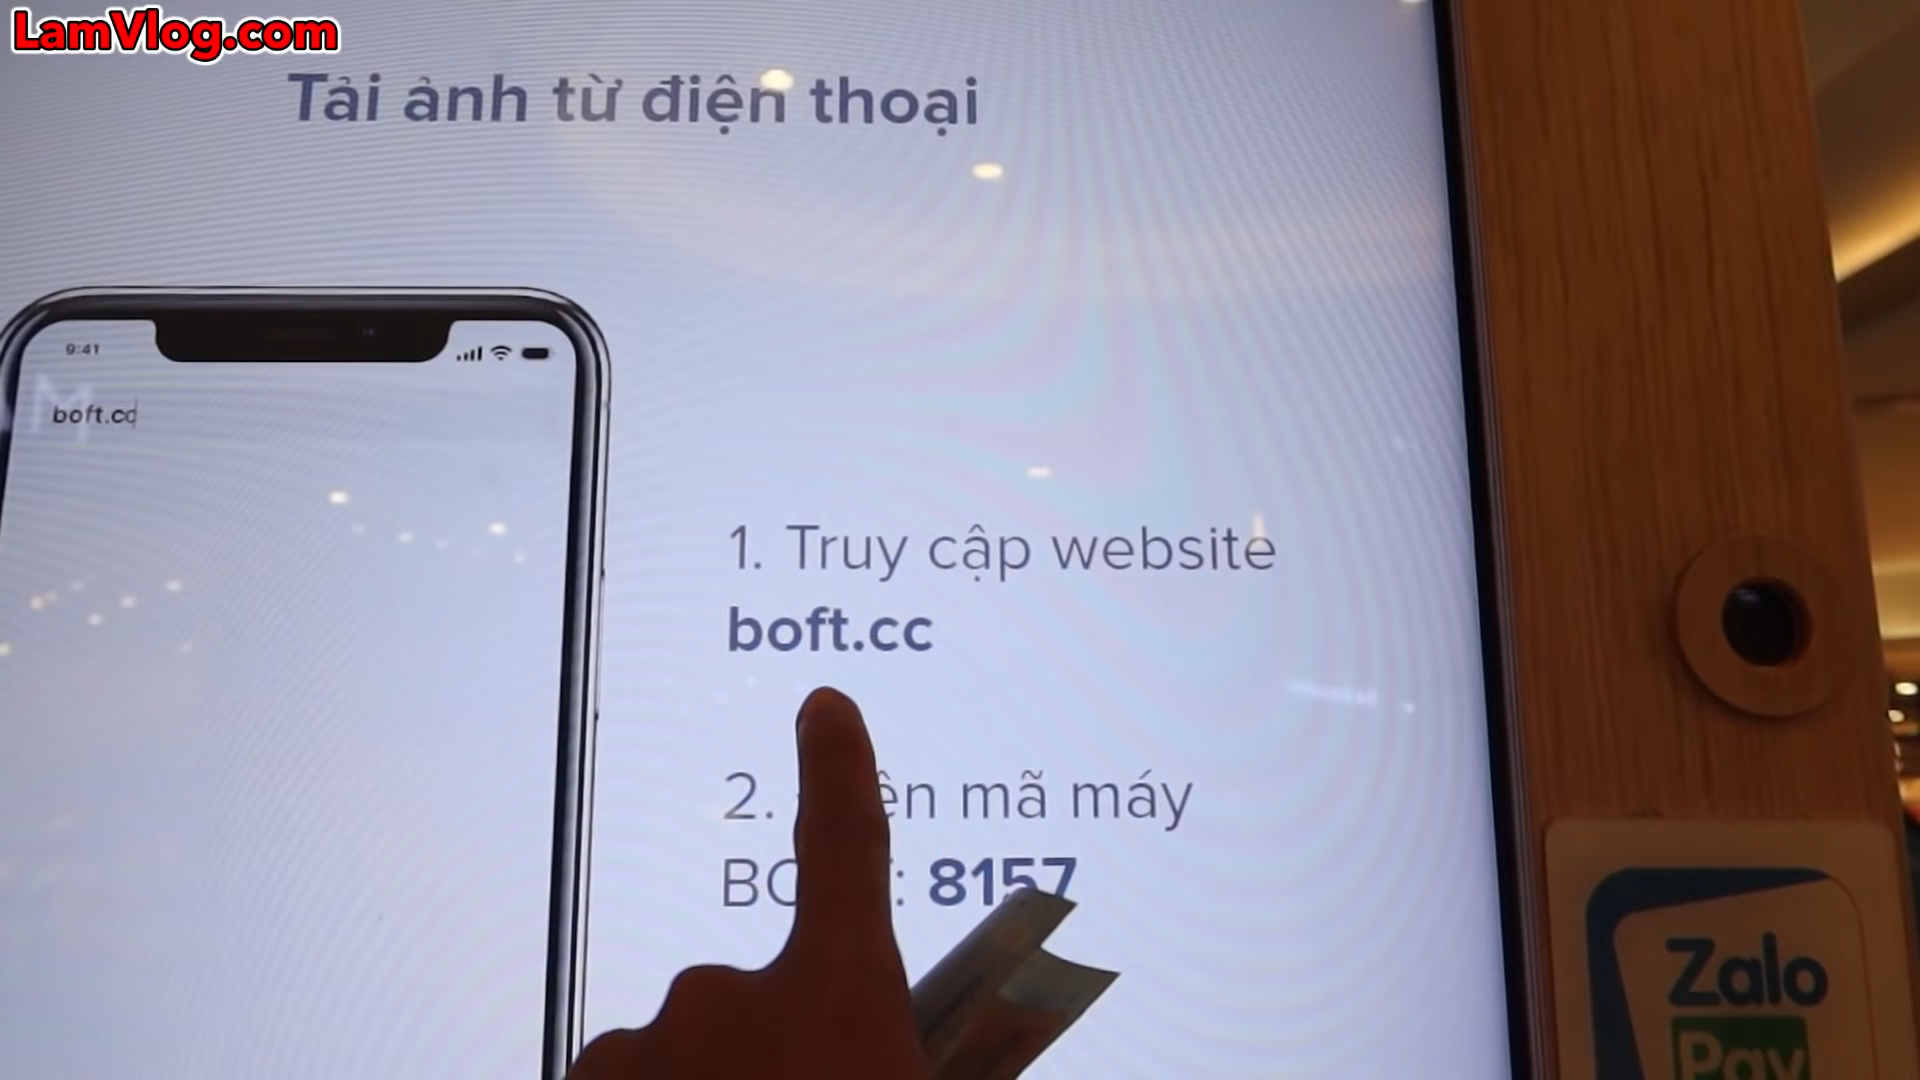 LamVlog.com
Tải ảnh từ điện thoại
9:41
boft.cc
1. Truy cập website
boft.cc
2. mã máy
8157
Zalo
Pay